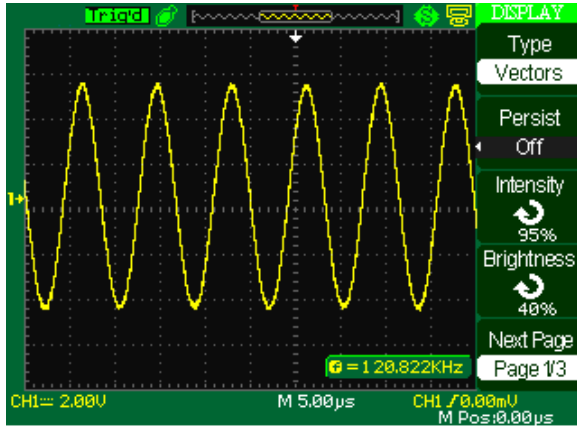 Trig'd
DISPLAY
Type
Vectors
Persist
Off
Intensity
95%
Brightness
40%
Next Page
Page 1/3
1
f = 120.822KHz
CH1 2.00V
M 5.00µs
CH1 0.00mV
M Pos:0.00µs